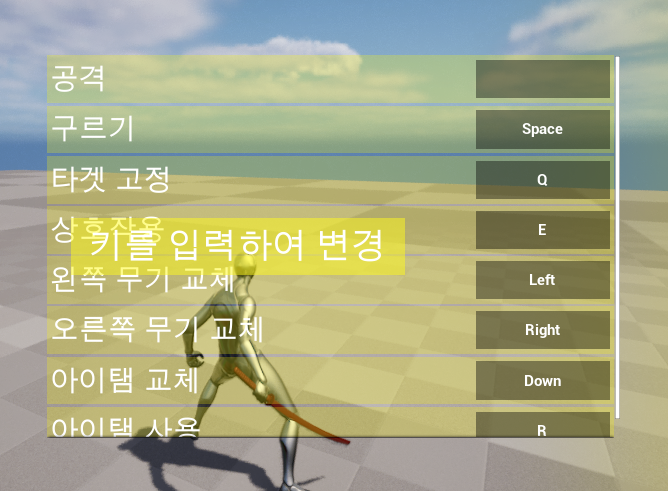 공격
구르기 Space
타겟 고정 Q
상호작용 E
키를 입력하여 변경
왼쪽 무기 교체 Left
오른쪽 무기 교체 Right
아이탬 교체 Down
아이탬 사용 R